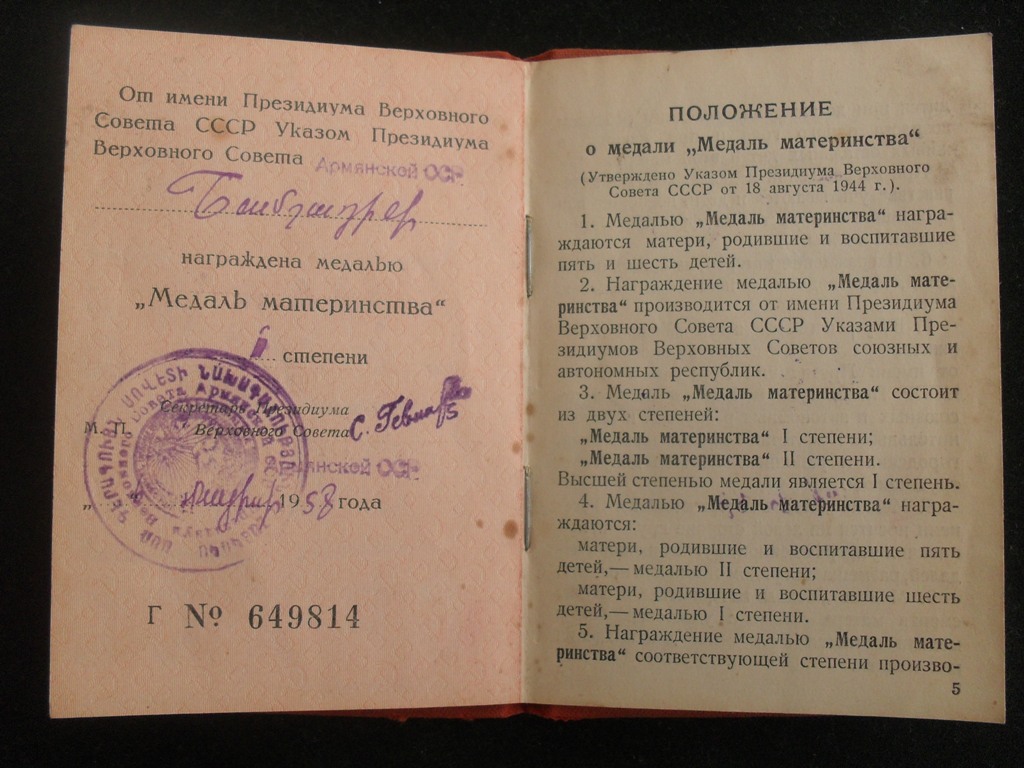 От имени Президиума Верховного
Совета СССР Указом Президиума
Верховного Совета Армянской ССР
награждена медалью
„Медаль материнства“
степени
Секретарь Президиума
М. П. Верховного Совета С.
Армянской ССР
„ 1958 года
Г № 649814
ПОЛОЖЕНИЕ
о медали „Медаль материнства“
(Утверждено Указом Президиума Верховного
Совета СССР от 18 августа 1944 г.).
1. Медалью „Медаль материнства“ награ-
ждаются матери, родившие и воспитавшие
пять и шесть детей.
2. Награждение медалью „Медаль мате-
ринства“ производится от имени Президиума
Верховного Совета СССР Указами Пре-
зидиумов Верховных Советов союзных и
автономных республик.
3. Медаль „Медаль материнства“ состоит
из двух степеней:
„Медаль материнства“ I степени;
„Медаль материнства“ II степени.
Высшей степенью медали является I степень.
4. Медалью „Медаль материнства“ награ-
ждаются:
матери, родившие и воспитавшие пять
детей,— медалью II степени;
матери, родившие и воспитавшие шесть
детей,— медалью I степени.
5. Награждение медалью „Медаль мате-
ринства“ соответствующей степени произво-
5